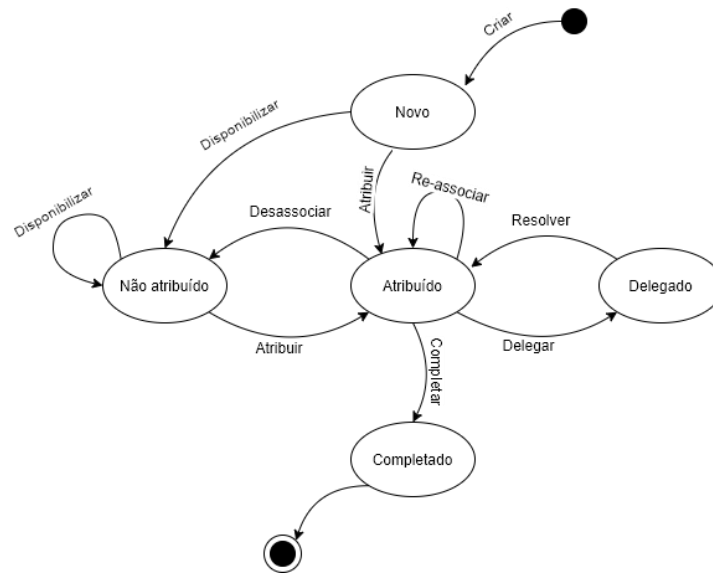 Criar
Novo
Disponibilizar
Atribuir
Re-associar
Disponibilizar
Desassociar
Resolver
Não atribuído
Atribuído
Delegado
Atribuir
Delegar
Completar
Completado